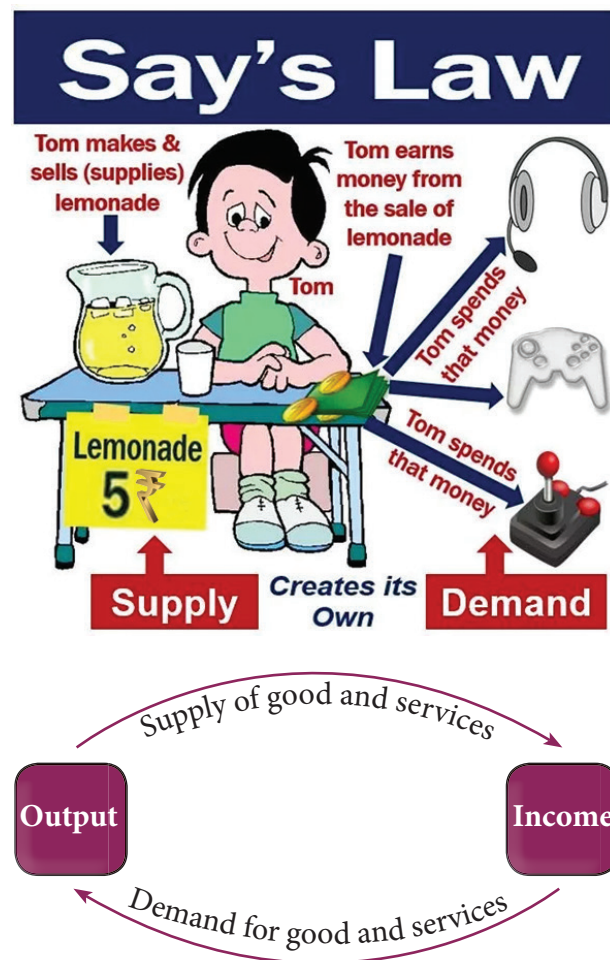 Say's Law
Tom makes &
sells (supplies)
lemonade
Tom earns
money from
the sale of
lemonade
Tom
Tom spends
that money
Tom spends
that money
Lemonade
5₹
Supply
Creates its
Own
Demand
Supply of good and services
Output
Income
Demand for good and services